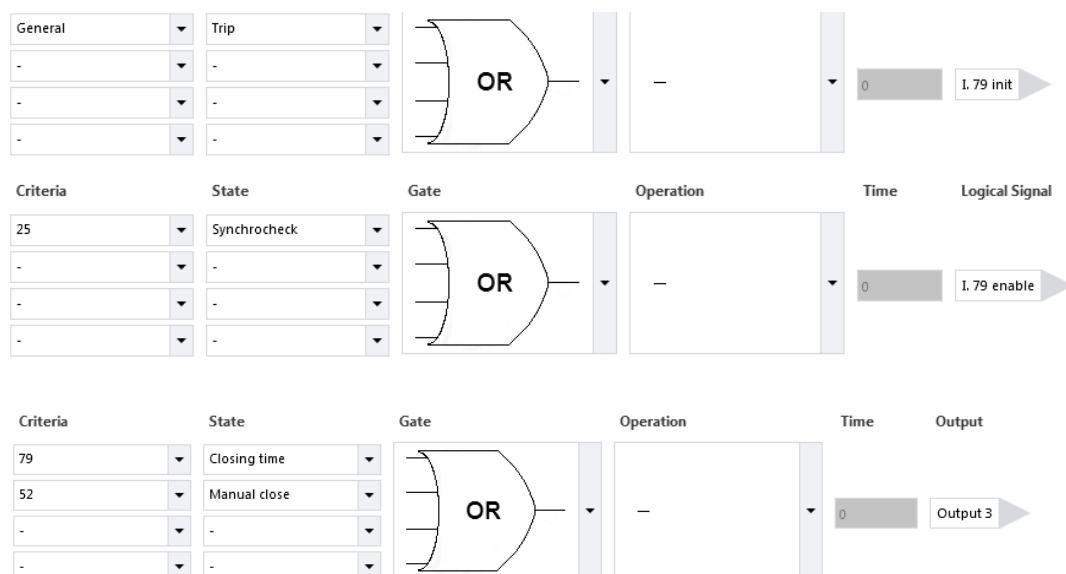 General Trip
- -
OR — 0 I. 79 init
- -
- -
Criteria State Gate Operation Time Logical Signal
25 Synchrocheck
- -
OR — 0 I. 79 enable
- -
- -
Criteria State Gate Operation Time Output
79 Closing time
52 Manual close
OR — 0 Output 3
- -
- -